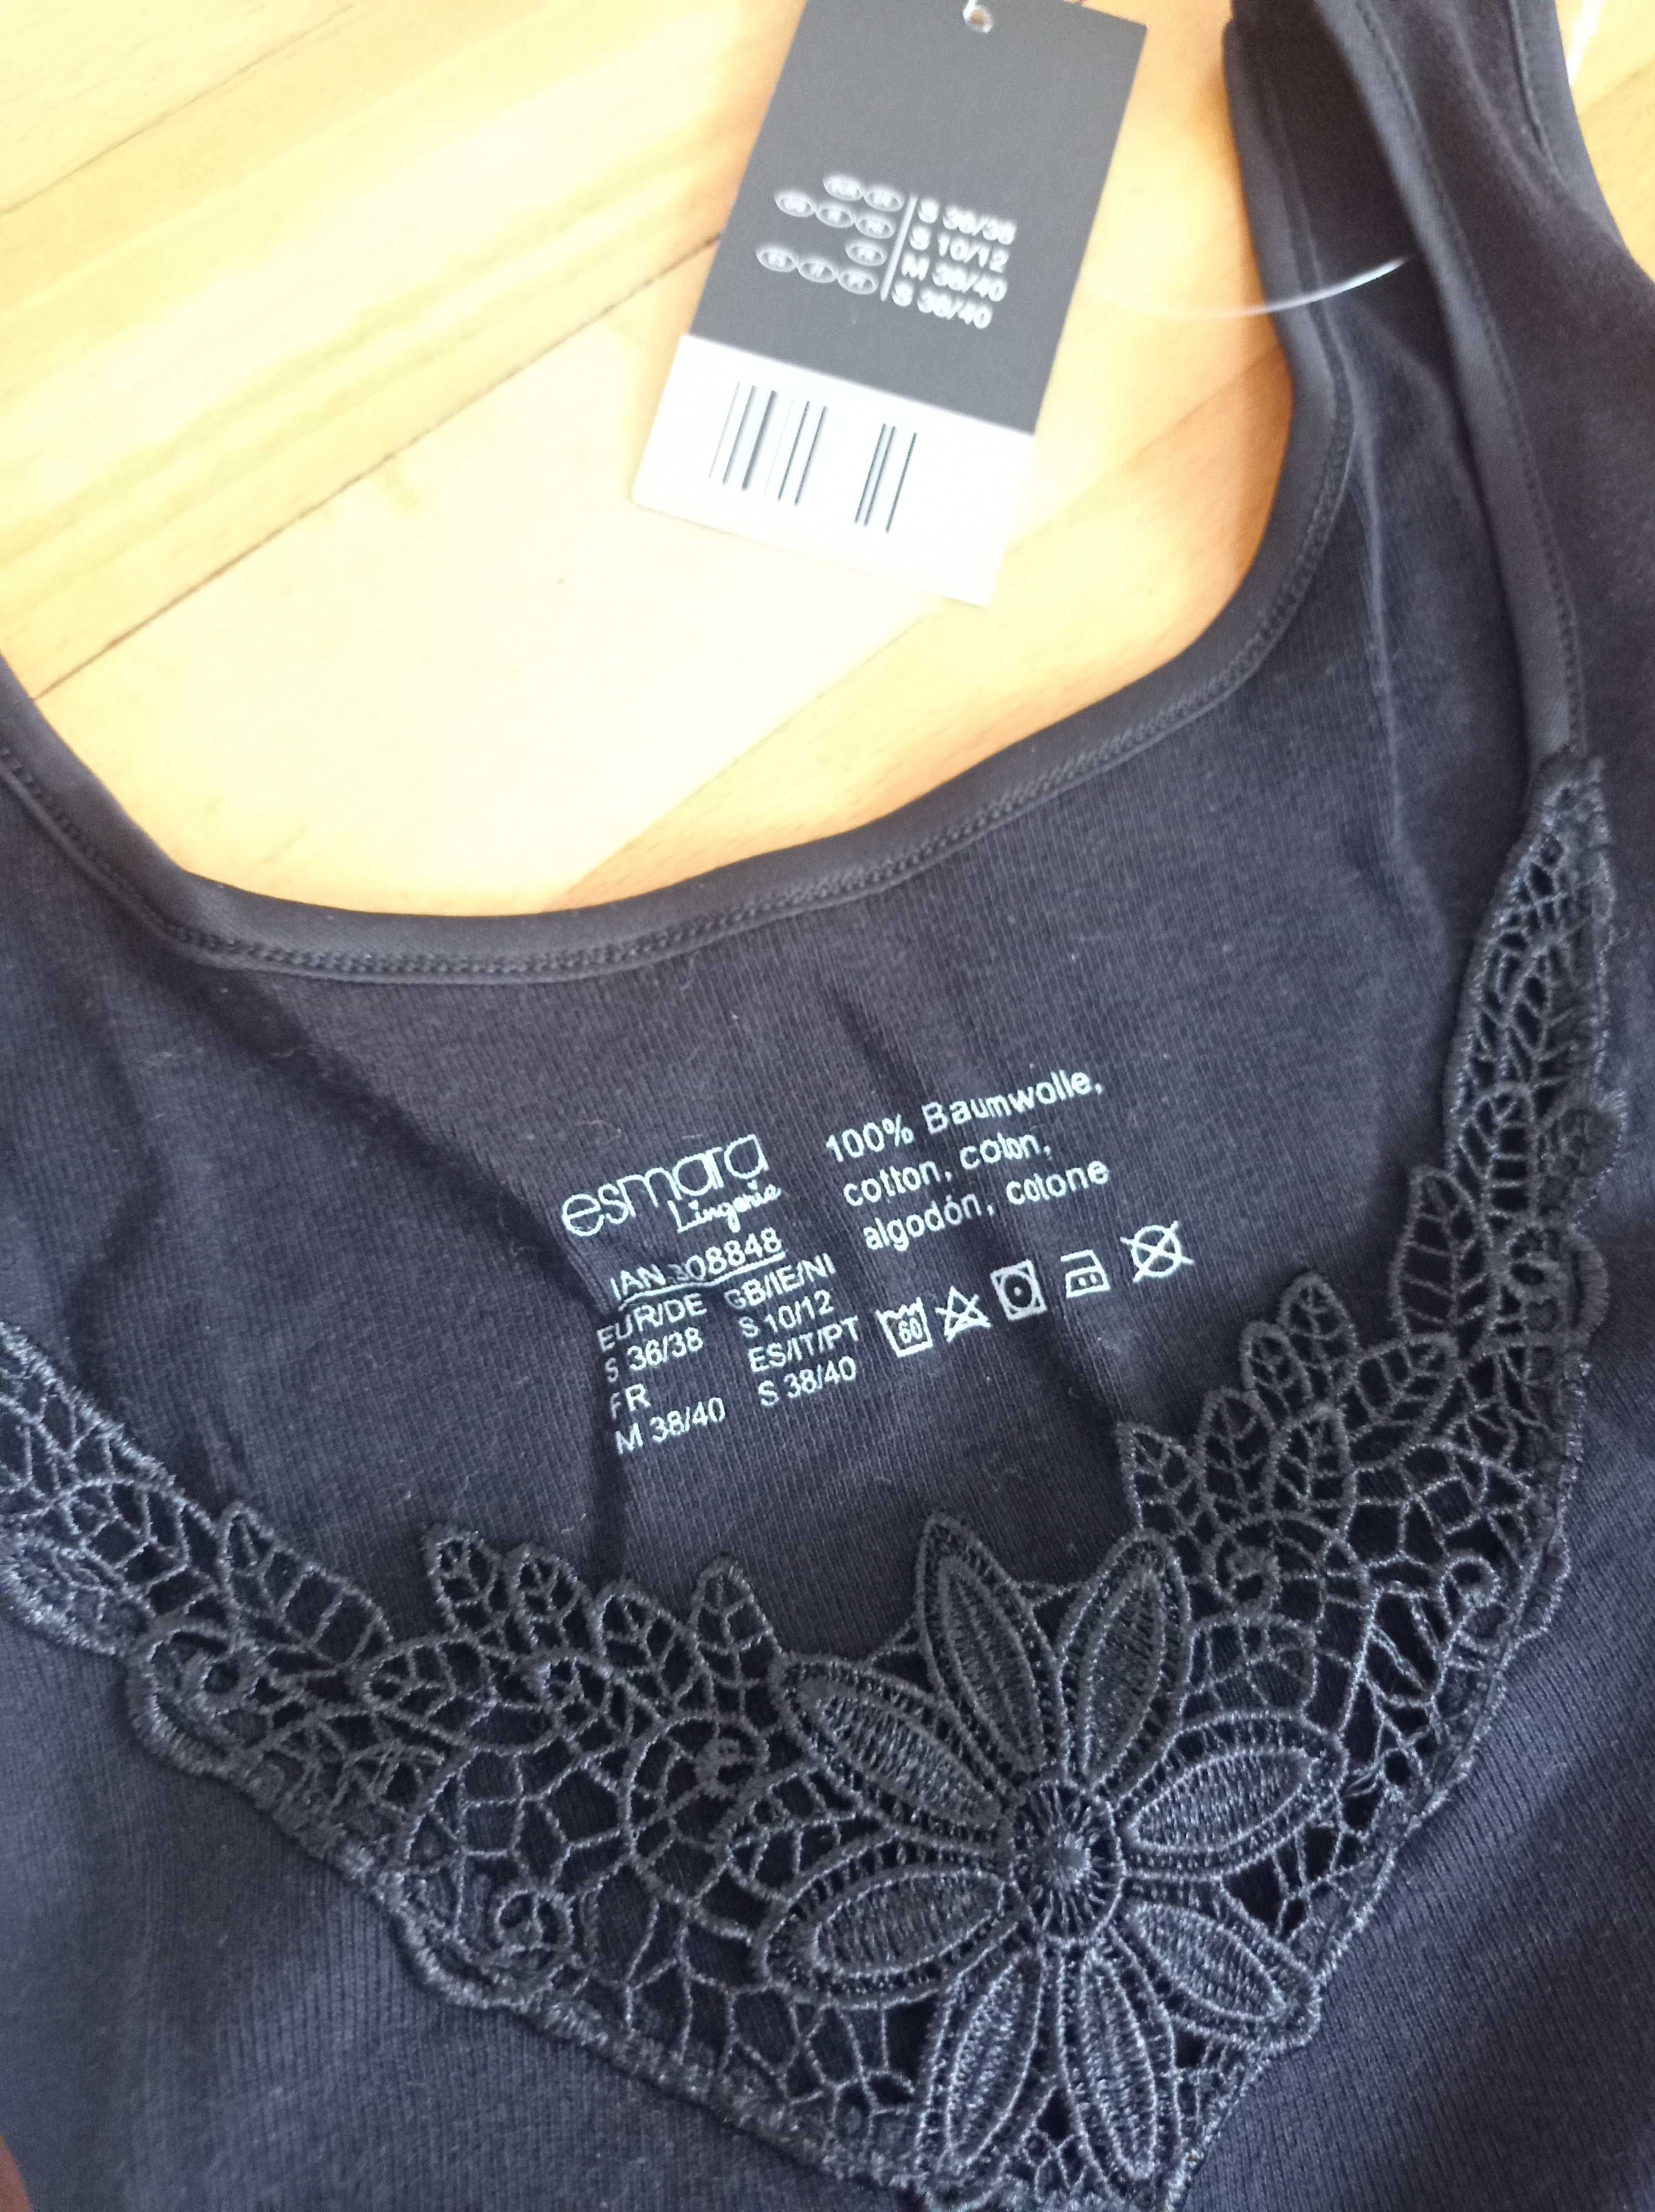 S 36/38
S 10/12
M 38/40
S 38/40
esmara
Lingerie
IAN 08848
EUR/DE GB/IE/NI
S 36/38 S 10/12
FR ES/IT/PT
M 38/40 S 38/40
100% Baumwolle,
cotton, coton,
algodón, cotone
60